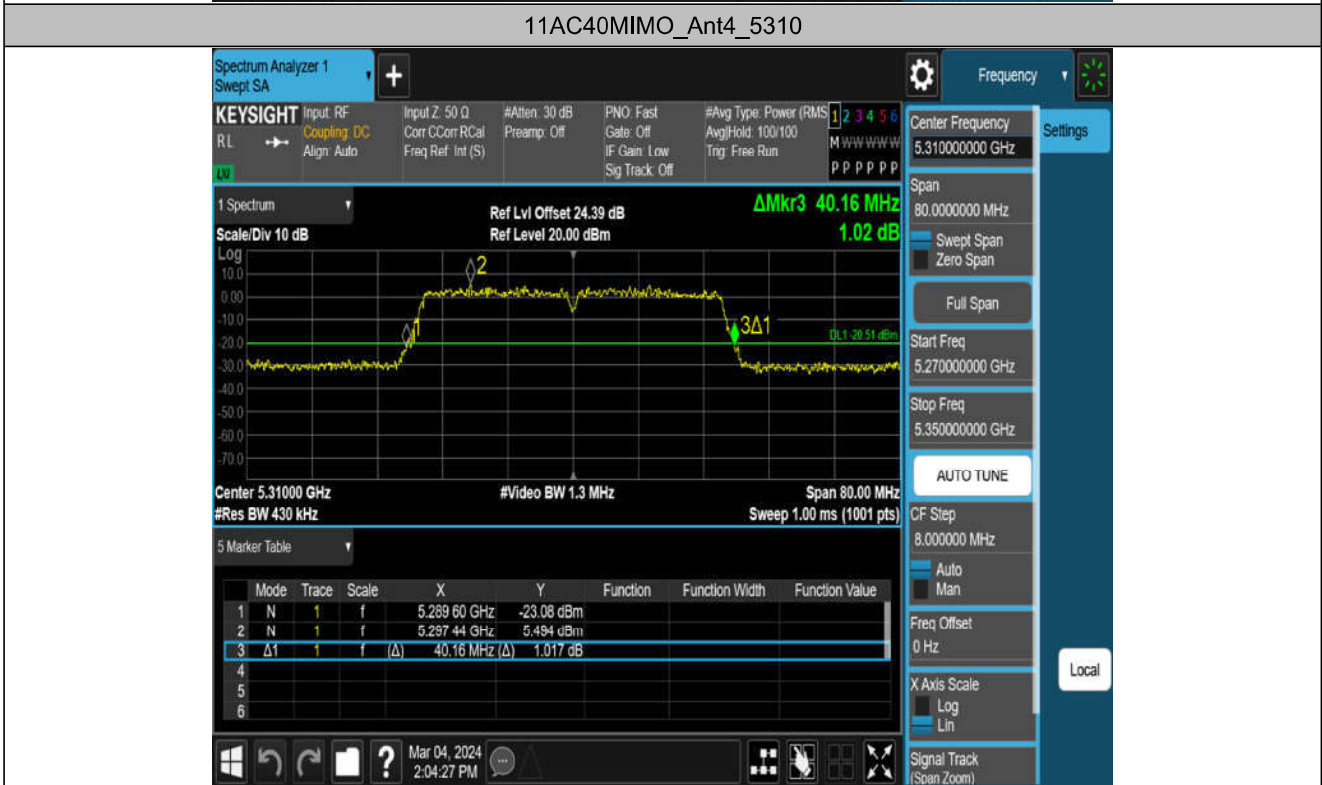 11AC40MIMO_Ant4_5310
Spectrum Analyzer 1
Swept SA
+
Frequency
KEYSIGHT
RL
LXI
Input: RF
Coupling: DC
Align: Auto
Input Z: 50 Ω
Corr CCorr RCal
Freq Ref: Int (S)
#Atten: 30 dB
Preamp: Off
PNO: Fast
Gate: Off
IF Gain: Low
Sig Track: Off
#Avg Type: Power (RMS
Avg|Hold: 100/100
Trig: Free Run
1 2 3 4 5 6
M W W W W W
P P P P P P
Center Frequency
5.310000000 GHz
Settings
1 Spectrum
Scale/Div 10 dB
Ref Lvl Offset 24.39 dB
Ref Level 20.00 dBm
ΔMkr3 40.16 MHz
1.02 dB
Span
80.0000000 MHz
Swept Span
Zero Span
Full Span
Start Freq
5.270000000 GHz
Stop Freq
5.350000000 GHz
AUTO TUNE
CF Step
8.000000 MHz
Auto
Man
Freq Offset
0 Hz
X Axis Scale
Log
Lin
Signal Track
(Span Zoom)
Local
Log
10.0
0.00
-10.0
-20.0
-30.0
-40.0
-50.0
-60.0
-70.0
1
2
3Δ1
DL1 -20.51 dBm
Center 5.31000 GHz
#Video BW 1.3 MHz
Span 80.00 MHz
#Res BW 430 kHz
Sweep 1.00 ms (1001 pts)
5 Marker Table
Mode Trace Scale X Y Function Function Width Function Value
1 N 1 f 5.289 60 GHz -23.08 dBm
2 N 1 f 5.297 44 GHz 5.494 dBm
3 Δ1 1 f (Δ) 40.16 MHz (Δ) 1.017 dB
4
5
6
?
Mar 04, 2024
2:04:27 PM